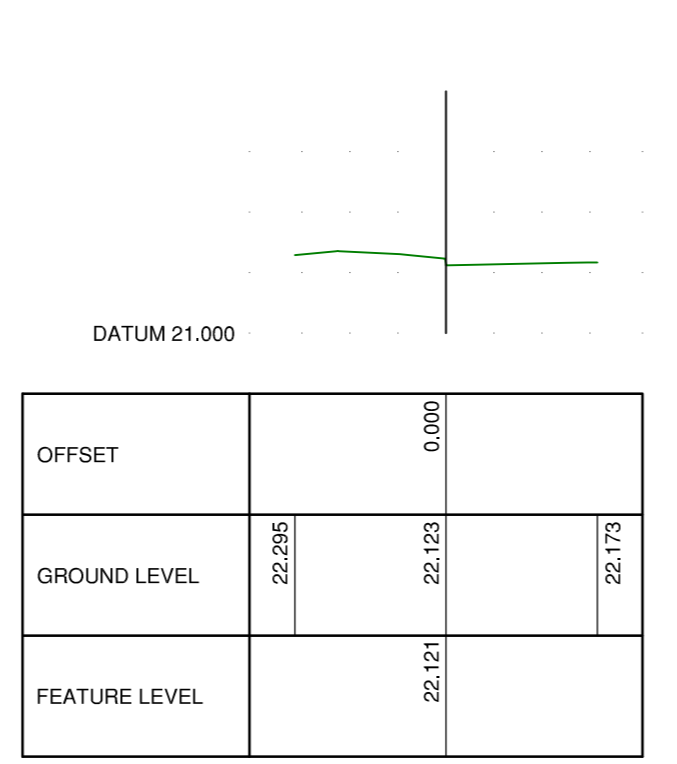 DATUM 21.000
OFFSET
0.000
GROUND LEVEL
22.295
22.123
22.173
FEATURE LEVEL
22.121